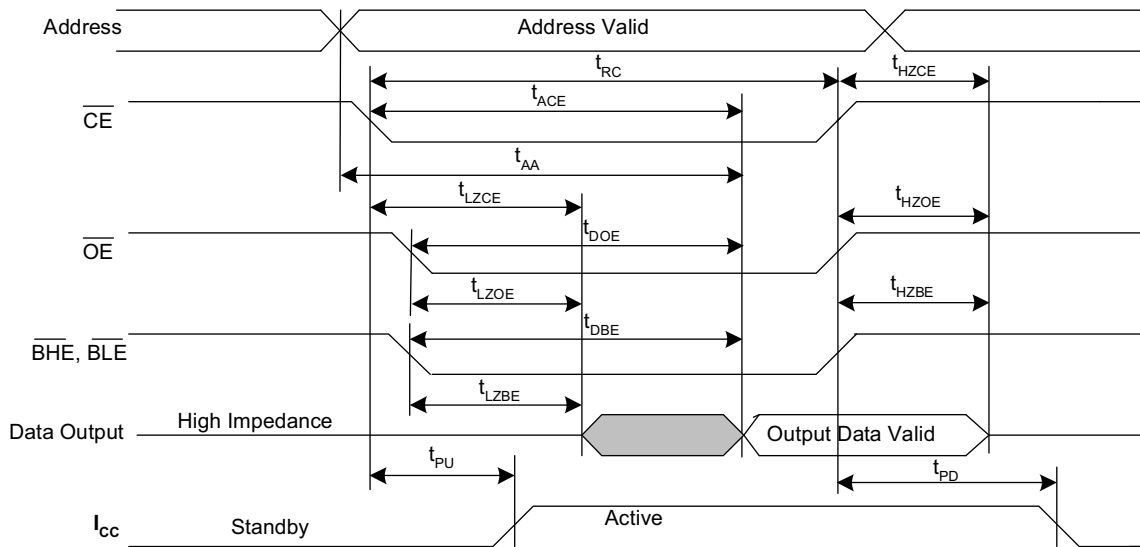 Address
Address Valid
tRC
tHZCE
tACE
CE
tAA
tLZCE
tHZOE
OE
tDOE
tLZOE
tHZBE
tDBE
BHE, BLE
tLZBE
Data Output
High Impedance
Output Data Valid
tPU
tPD
ICC
Standby
Active